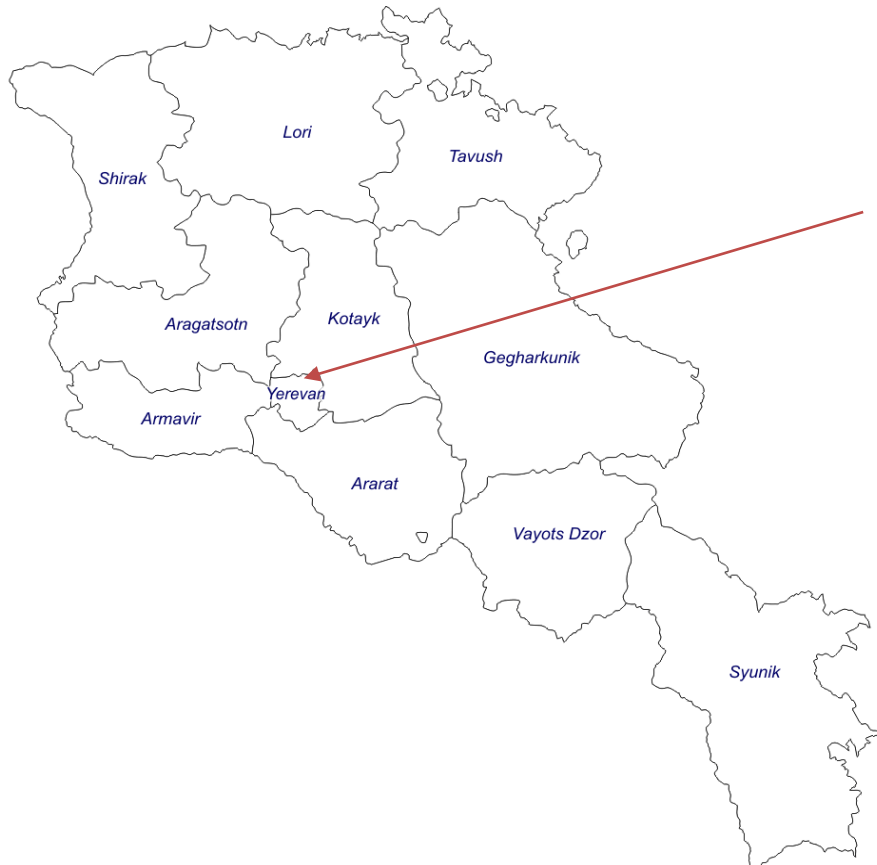 Lori
Tavush
Shirak
Kotayk
Aragatsotn
Gegharkunik
Yerevan
Armavir
Ararat
Vayots Dzor
Syunik